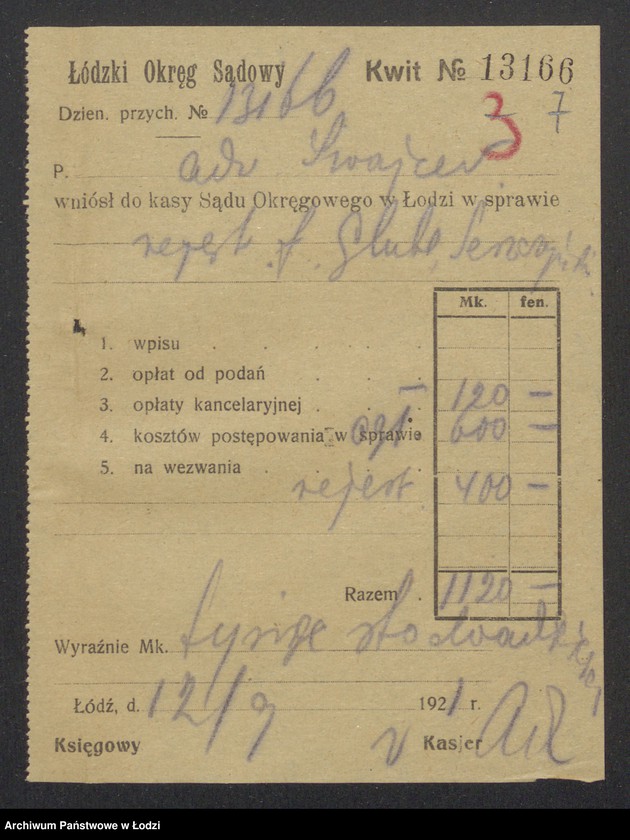 Łódzki Okręg Sądowy Kwit № 13166
Dzien. przych. № 13166 3 7
P. adv Szwajcer
wniósł do kasy Sądu Okręgowego w Łodzi w sprawie
rejest. f.
Mk. fen.
1. wpisu . . . .
2. opłat od podań . . .
3. opłaty kancelaryjnej . . . 120 —
4. kosztów postępowania w sprawie ogł. 600 —
5. na wezwania . . . .
rejest. 400 —
Razem . 1120 —
Wyraźnie Mk. tysiąc sto dwadzieścia
Łódź, d. 12/9 1921 r.
Księgowy Kasjer
Archiwum Państwowe w Łodzi